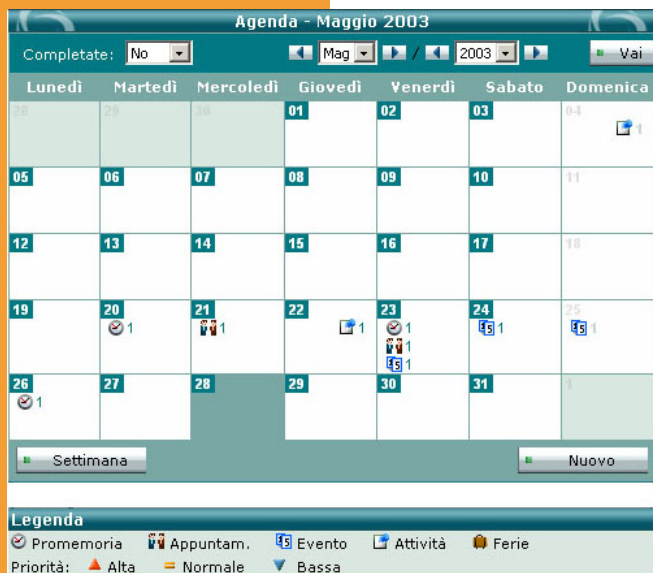 Agenda - Maggio 2003
Completate: No Mag / 2003 Vai
Lunedì Martedì Mercoledì Giovedì Venerdì Sabato Domenica
28 29 30 01 02 03 04
1
05 06 07 08 09 10 11
12 13 14 15 16 17 18
19 20 21 22 23 24 25
1 1 1 1 1 1
1
1
26 27 28 29 30 31 1
1
Settimana Nuovo
Legenda
Promemoria Appuntam. Evento Attività Ferie
Priorità: Alta Normale Bassa